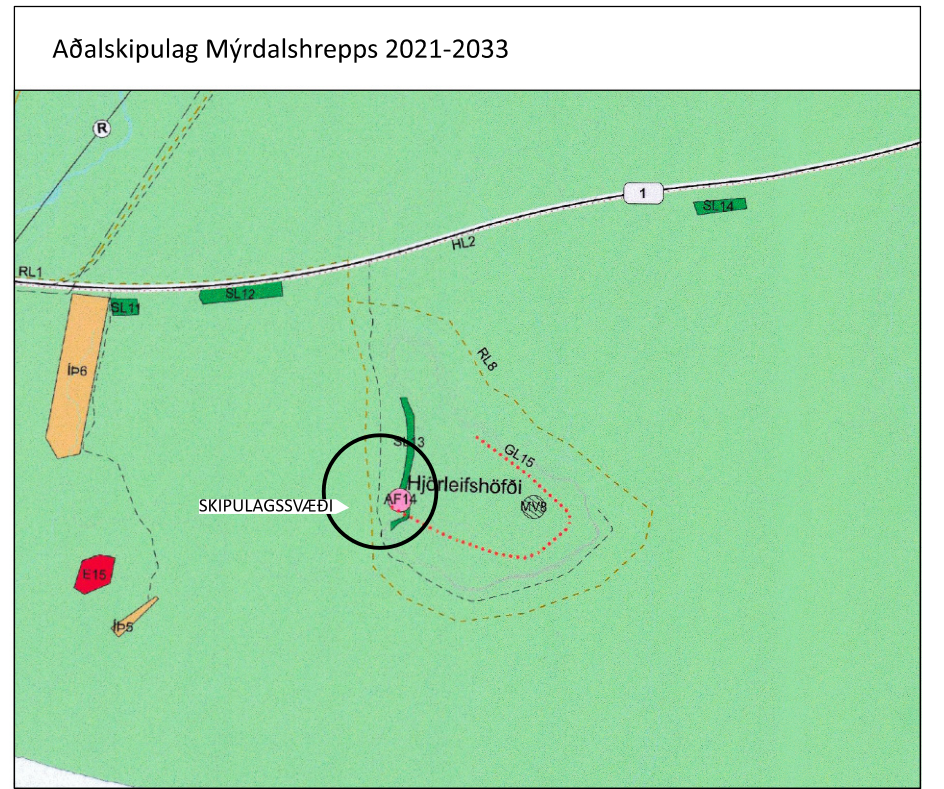 Aðalskipulag Mýrdalshrepps 2021-2033
R
1
SL14
HL2
RL1
SL11
SL12
ÍÞ6
RL8
SL13
GL15
Hjörleifshöfði
AF14
MV8
SKIPULAGSSVÆÐI
E15
ÍÞ5